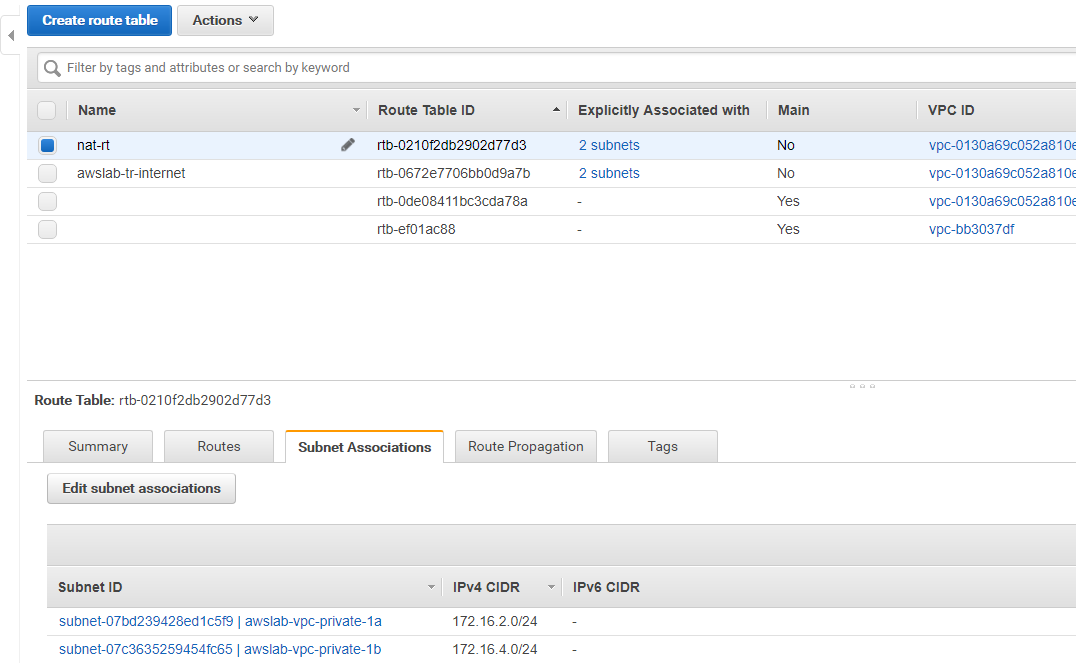 Create route table Actions
Filter by tags and attributes or search by keyword
Name Route Table ID Explicitly Associated with Main VPC ID
nat-rt rtb-0210f2db2902d77d3 2 subnets No vpc-0130a69c052a810e
awslab-tr-internet rtb-0672e7706bb0d9a7b 2 subnets No vpc-0130a69c052a810e
rtb-0de08411bc3cda78a - Yes vpc-0130a69c052a810e
rtb-ef01ac88 - Yes vpc-bb3037df
Route Table: rtb-0210f2db2902d77d3
Summary Routes Subnet Associations Route Propagation Tags
Edit subnet associations
Subnet ID IPv4 CIDR IPv6 CIDR
subnet-07bd239428ed1c5f9 | awslab-vpc-private-1a 172.16.2.0/24 -
subnet-07c3635259454fc65 | awslab-vpc-private-1b 172.16.4.0/24 -